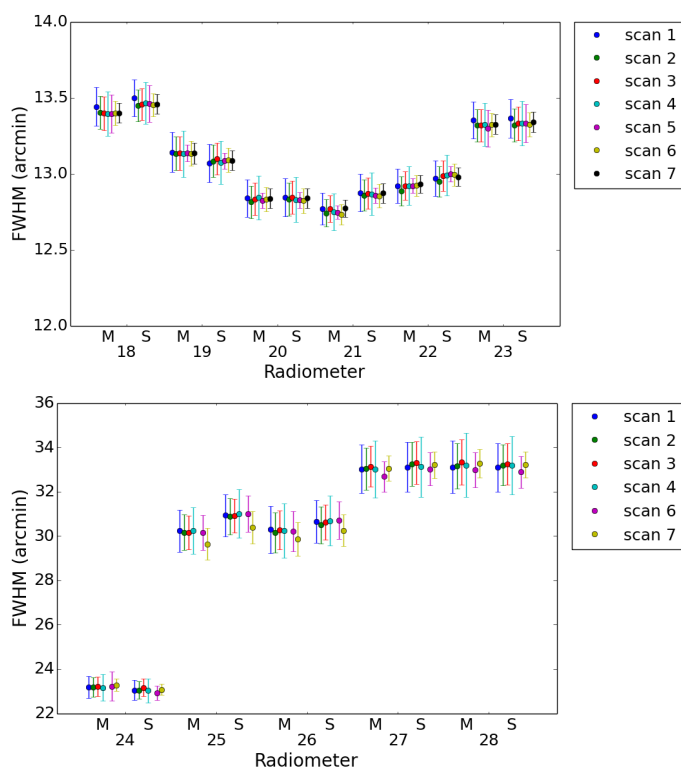 14.0
13.5
13.0
12.5
12.0
FWHM (arcmin)
M S M S M S M S M S M S
18 19 20 21 22 23
Radiometer
scan 1
scan 2
scan 3
scan 4
scan 5
scan 6
scan 7
36
34
32
30
28
26
24
22
FWHM (arcmin)
M S M S M S M S M S
24 25 26 27 28
Radiometer
scan 1
scan 2
scan 3
scan 4
scan 6
scan 7